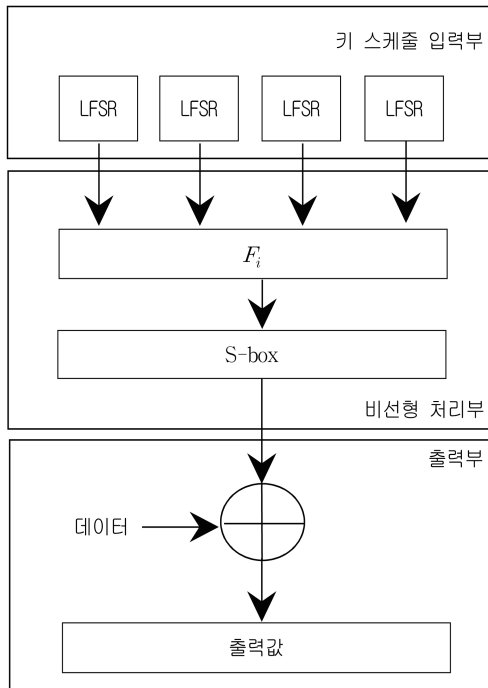 키 스케줄 입력부
LFSR LFSR LFSR LFSR
F_i
S-box
비선형 처리부
출력부
데이터
출력값